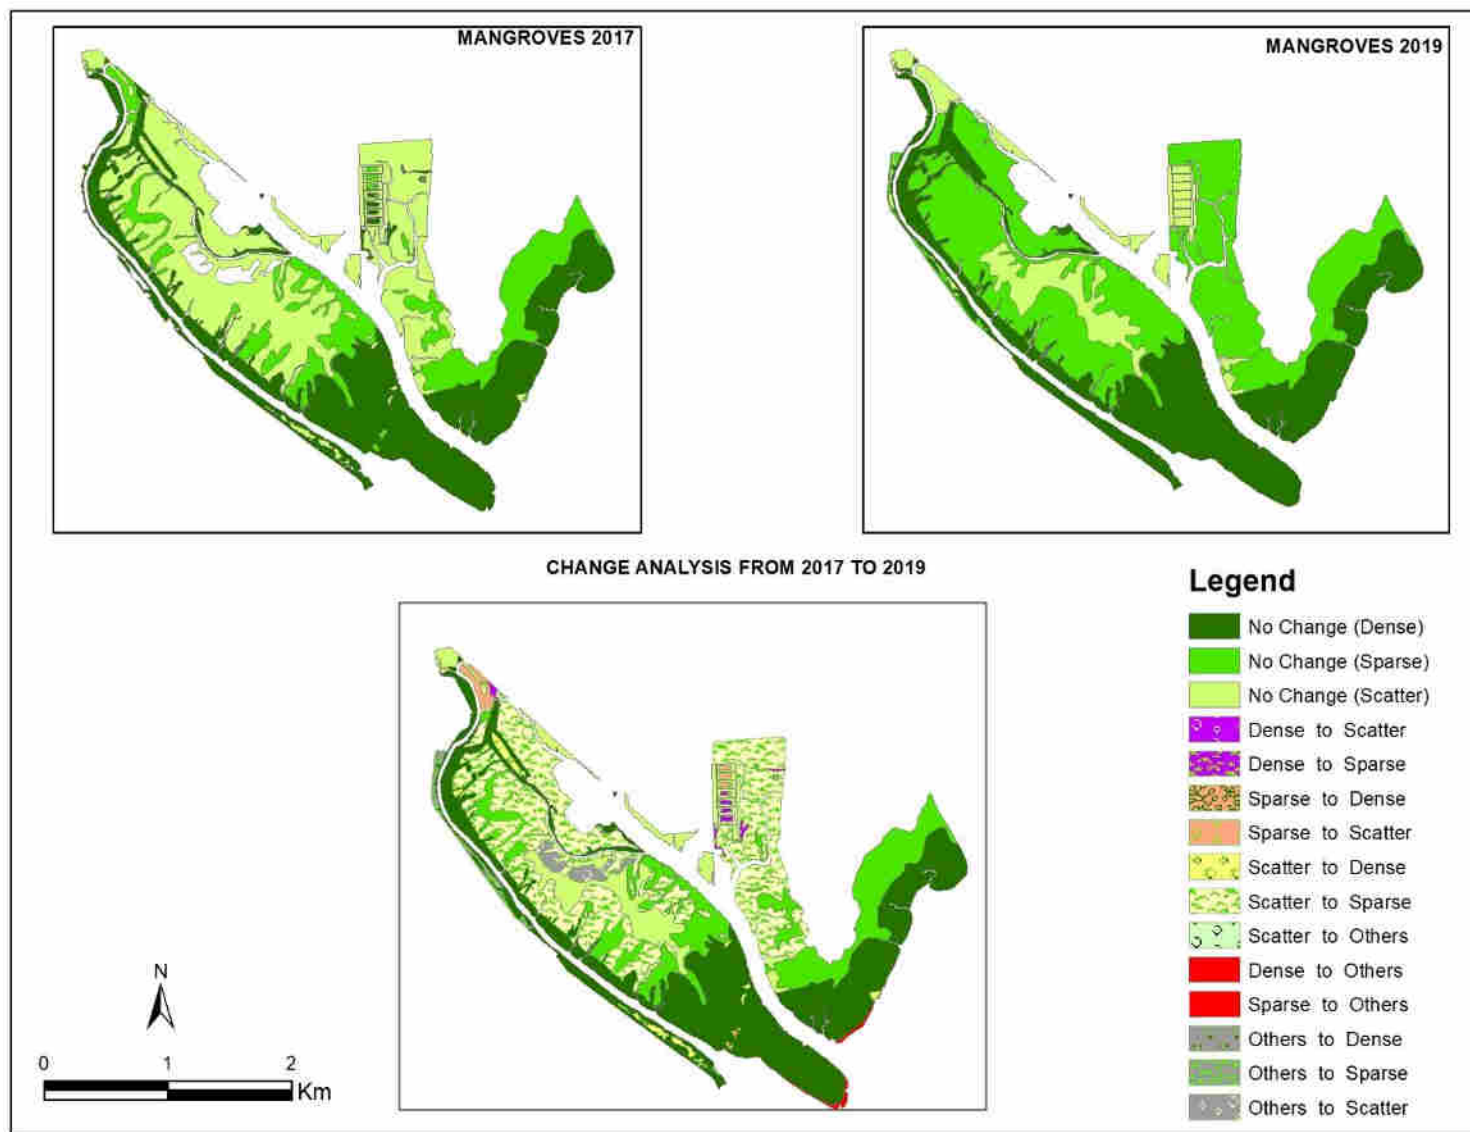 MANGROVES 2017
MANGROVES 2019
CHANGE ANALYSIS FROM 2017 TO 2019
Legend
No Change (Dense)
No Change (Sparse)
No Change (Scatter)
Dense to Scatter
Dense to Sparse
Sparse to Dense
Sparse to Scatter
Scatter to Dense
Scatter to Sparse
Scatter to Others
Dense to Others
Sparse to Others
Others to Dense
Others to Sparse
Others to Scatter
N
0 1 2
Km